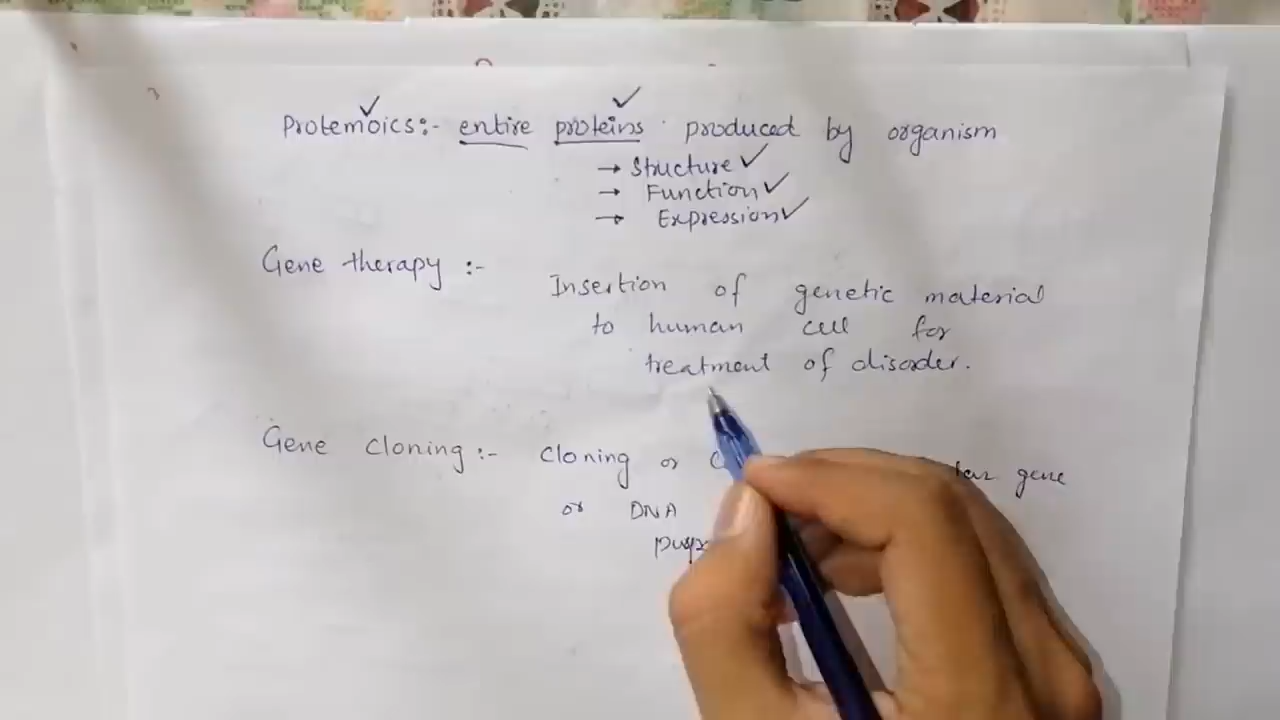 Protemoics:- entire proteins produced by organism
→ Structure ✓
→ Function ✓
→ Expression ✓
Gene therapy :-
Insertion of genetic material
to human cell for
treatment of disorder.
Gene cloning :- cloning or gene
or DNA